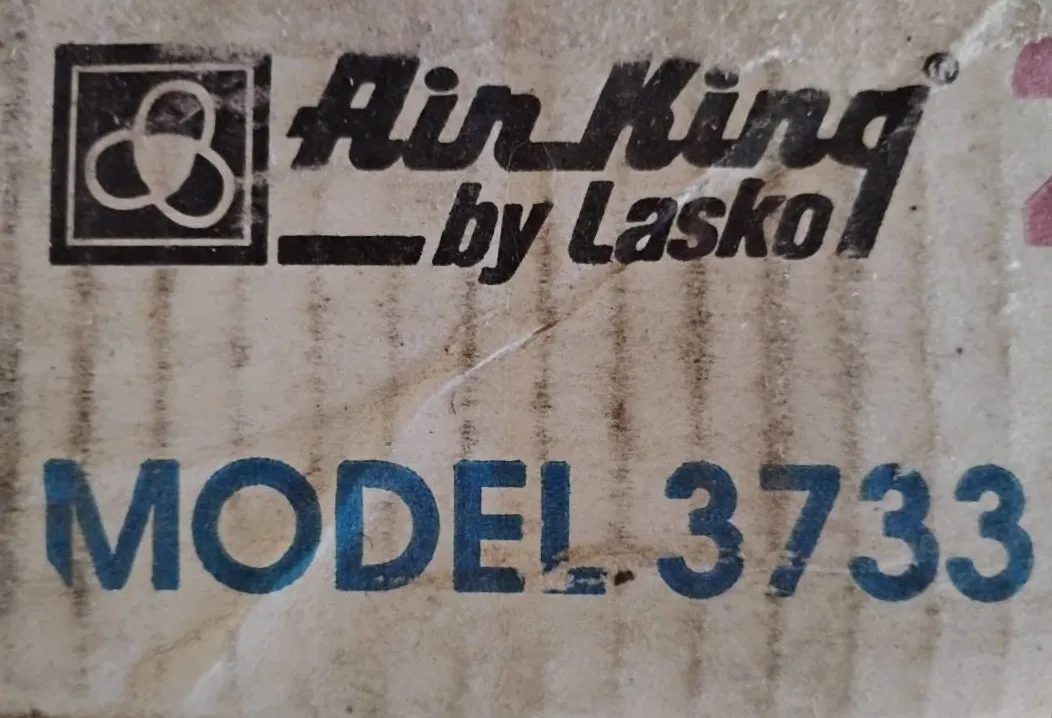 Air King®
by Lasko
MODEL 3733